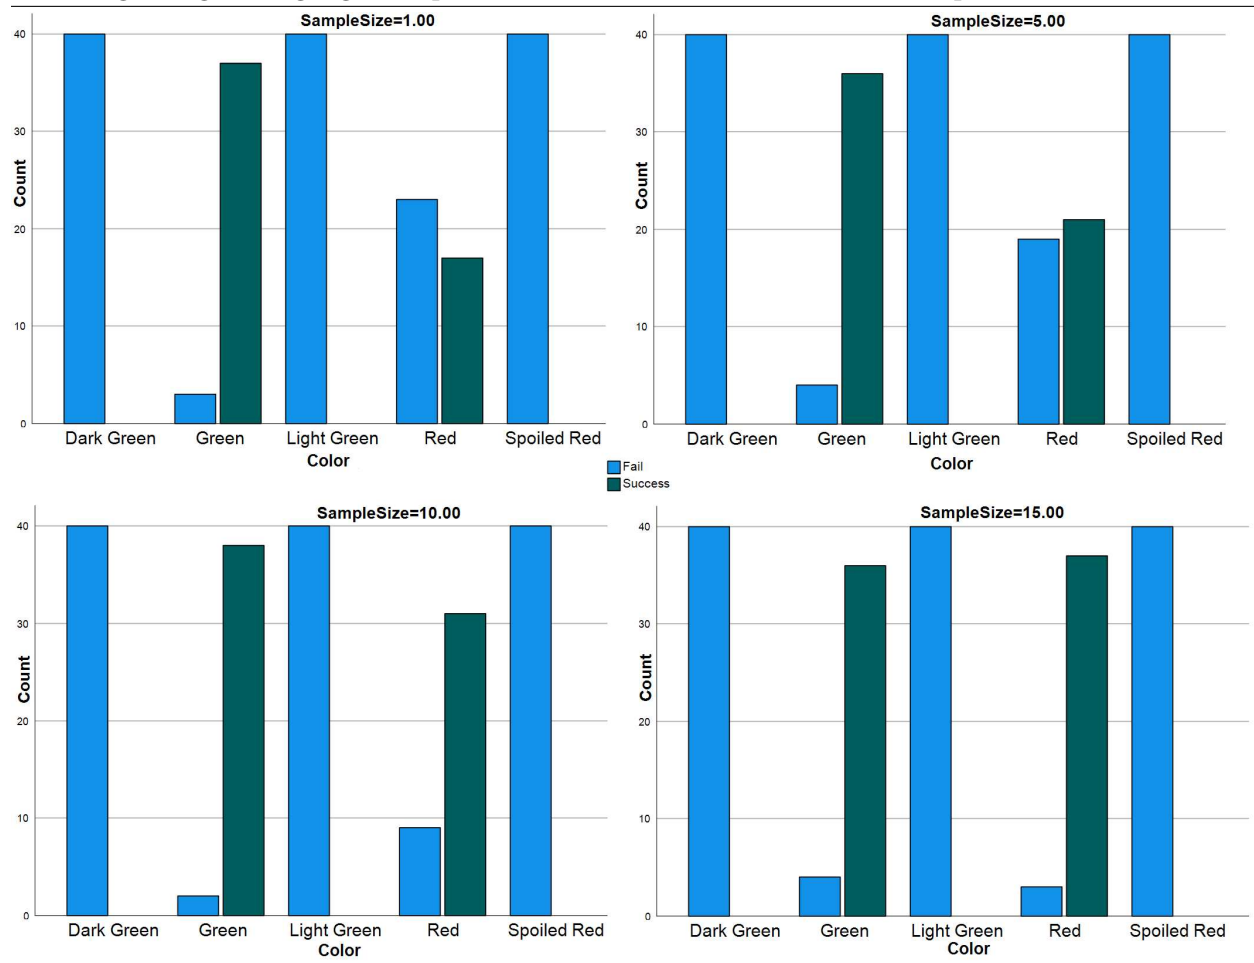 SampleSize=1.00
40
30
20
10
0
Count
Dark Green Green Light Green Red Spoiled Red
Color
SampleSize=5.00
40
30
20
10
0
Count
Dark Green Green Light Green Red Spoiled Red
Color
Fail
Success
SampleSize=10.00
40
30
20
10
0
Count
Dark Green Green Light Green Red Spoiled Red
Color
SampleSize=15.00
40
30
20
10
0
Count
Dark Green Green Light Green Red Spoiled Red
Color